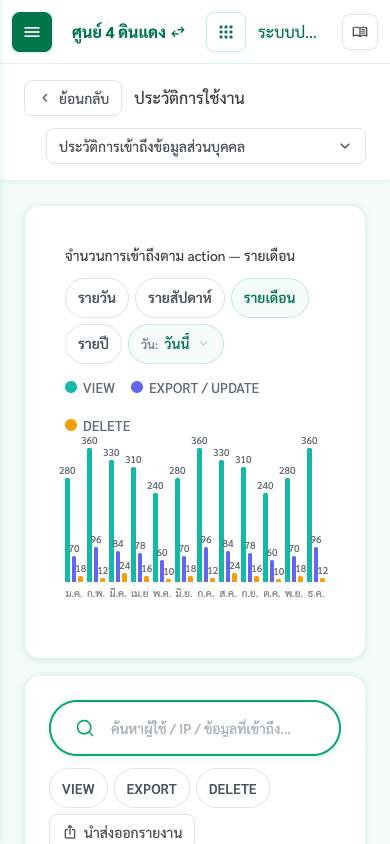 ศูนย์ 4 ดินแดง ระบบป...
ย้อนกลับ ประวัติการใช้งาน
ประวัติการเข้าถึงข้อมูลส่วนบุคคล
จำนวนการเข้าถึงตาม action — รายเดือน
รายวัน รายสัปดาห์ รายเดือน
รายปี วัน: วันนี้
VIEW EXPORT / UPDATE
DELETE
280 360 330 310 240 280 360 330 310 240 280 360
70 96 84 78 60 70 96 84 78 60 70 96
18 12 24 16 10 18 12 24 16 10 18 12
ม.ค. ก.พ. มี.ค. เม.ย พ.ค. มิ.ย. ก.ค. ส.ค. ก.ย. ต.ค. พ.ย. ธ.ค.
ค้นหาผู้ใช้ / IP / ข้อมูลที่เข้าถึง...
VIEW EXPORT DELETE
นำส่งออกรายงาน